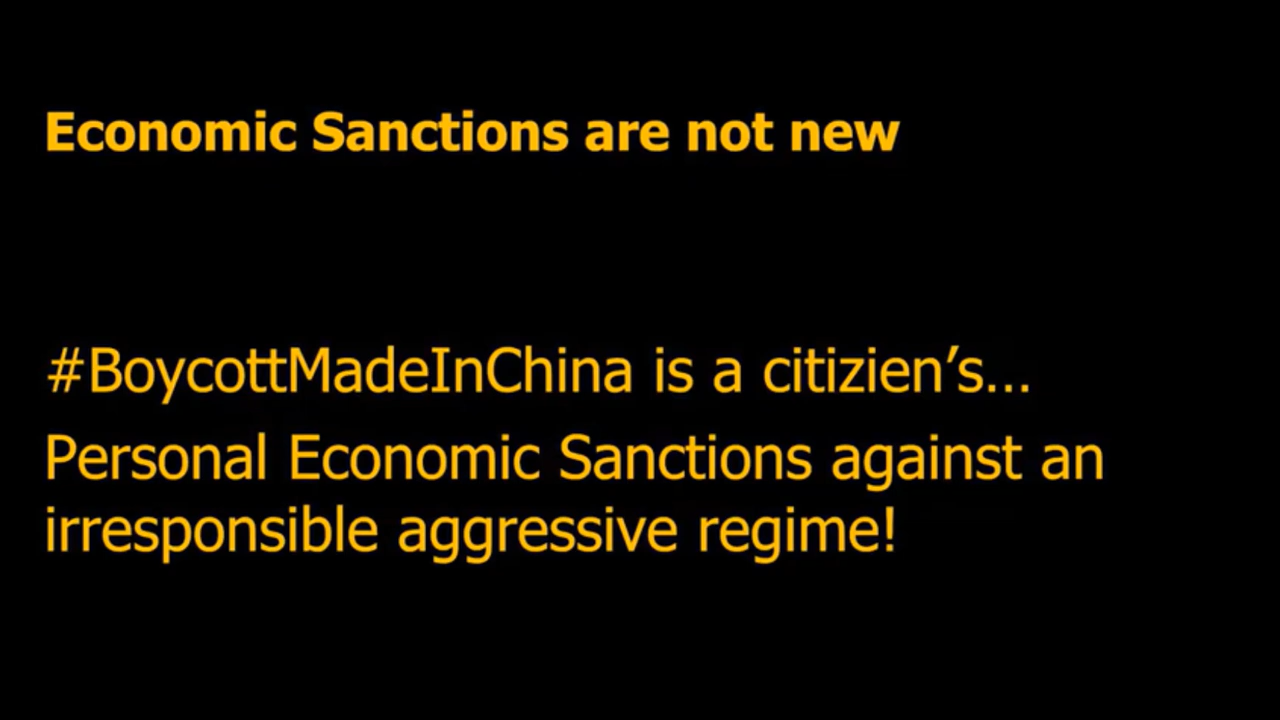 Economic Sanctions are not new
#BoycottMadeInChina is a citizien’s...
Personal Economic Sanctions against an
irresponsible aggressive regime!